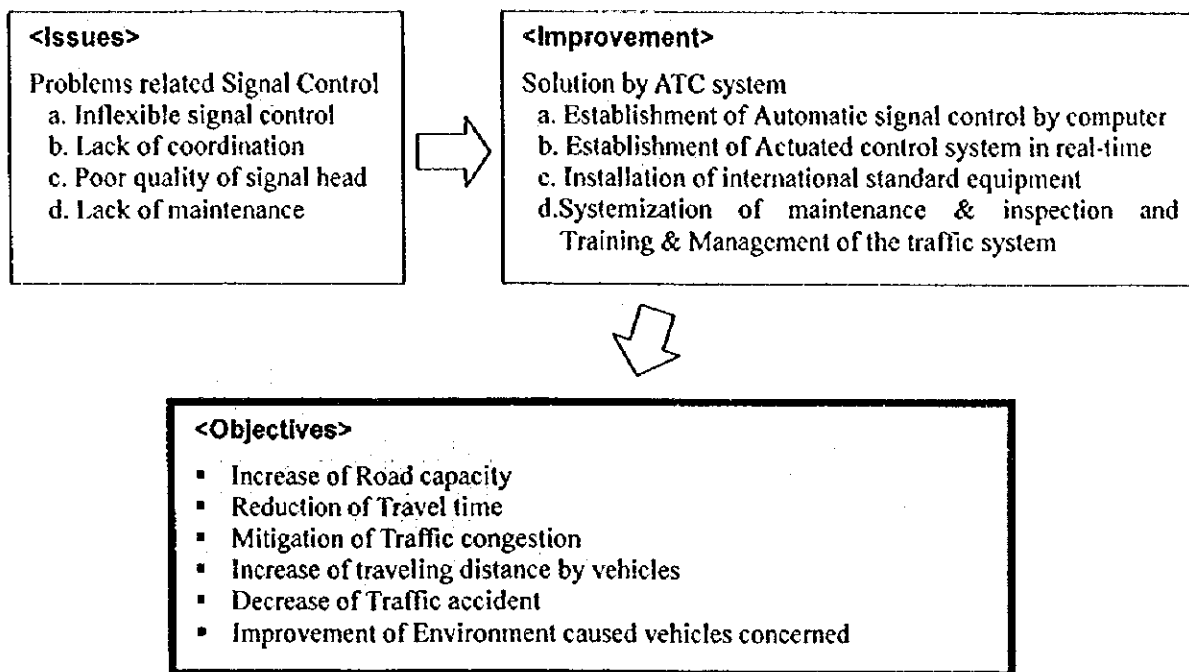 <Issues>
Problems related Signal Control
a. Inflexible signal control
b. Lack of coordination
c. Poor quality of signal head
d. Lack of maintenance
<Improvement>
Solution by ATC system
a. Establishment of Automatic signal control by computer
b. Establishment of Actuated control system in real-time
c. Installation of international standard equipment
d.Systemization of maintenance & inspection and
Training & Management of the traffic system
<Objectives>
▪ Increase of Road capacity
▪ Reduction of Travel time
▪ Mitigation of Traffic congestion
▪ Increase of traveling distance by vehicles
▪ Decrease of Traffic accident
▪ Improvement of Environment caused vehicles concerned